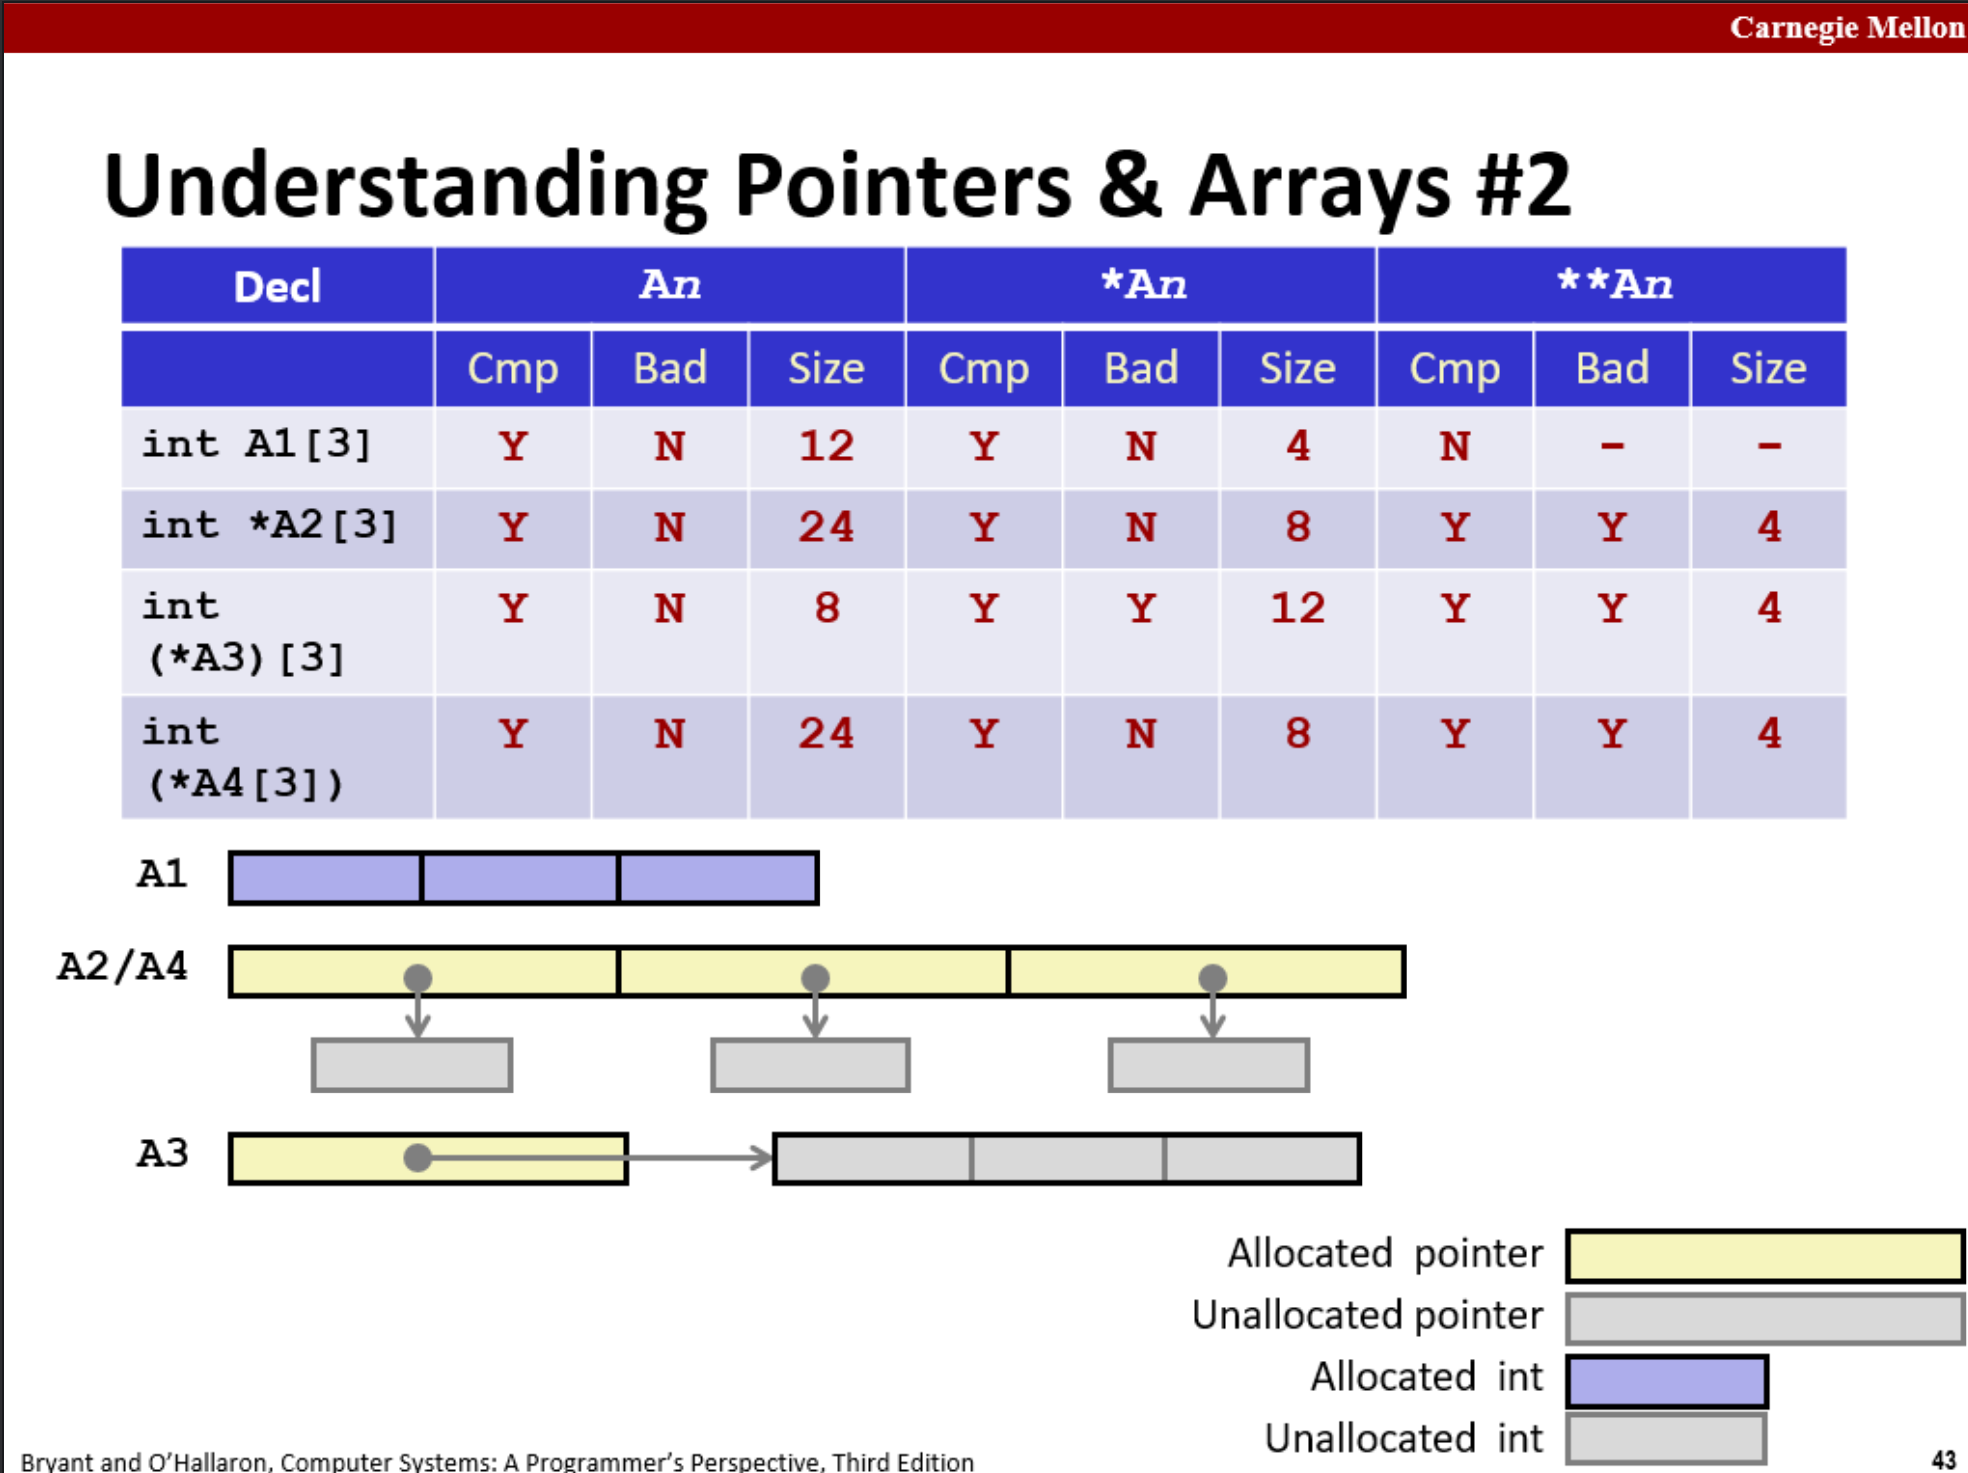 Carnegie Mellon
Understanding Pointers & Arrays #2
Decl An *An **An
Cmp Bad Size Cmp Bad Size Cmp Bad Size
int A1[3] Y N 12 Y N 4 N - -
int *A2[3] Y N 24 Y N 8 Y Y 4
int Y N 8 Y Y 12 Y Y 4
(*A3)[3]
int Y N 24 Y N 8 Y Y 4
(*A4[3])
A1
A2/A4
A3
Allocated pointer
Unallocated pointer
Allocated int
Unallocated int
Bryant and O'Hallaron, Computer Systems: A Programmer's Perspective, Third Edition 43